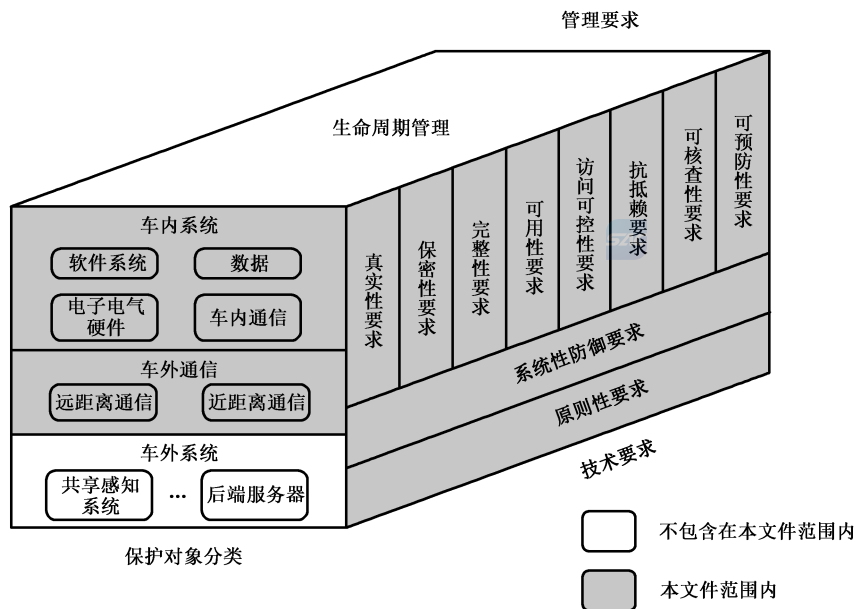 管理要求
生命周期管理
车内系统
软件系统
数据
电子电气
硬件
车内通信
车外通信
远距离通信
近距离通信
车外系统
共享感知
系统
...
后端服务器
保护对象分类
真实性要求
保密性要求
完整性要求
可用性要求
访问可控性要求
抗抵赖要求
可核查性要求
可预防性要求
系统性防御要求
原则性要求
技术要求
不包含在本文件范围内
本文件范围内